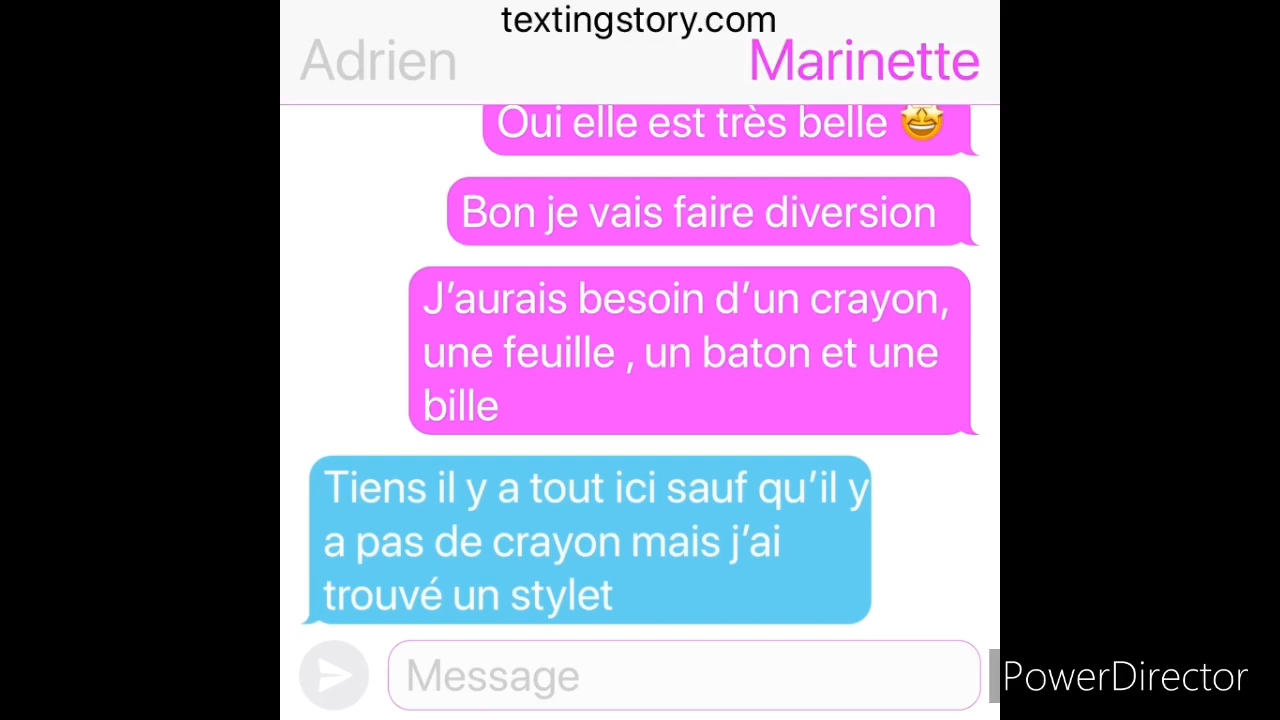 textingstory.com
Adrien
Marinette
Oui elle est très belle 🤩
Bon je vais faire diversion
J’aurais besoin d’un crayon,
une feuille , un baton et une
bille
Tiens il y a tout ici sauf qu’il y
a pas de crayon mais j’ai
trouvé un stylet
Message
PowerDirector